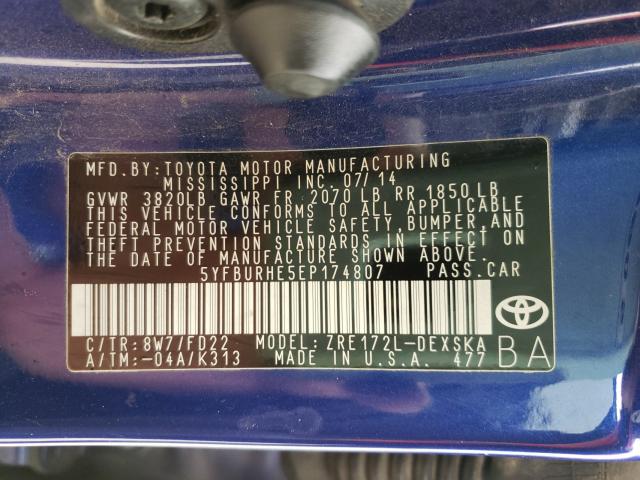 MFD.BY:TOYOTA MOTOR MANUFACTURING
MISSISSIPPI INC. 07/14
GVWR 3820LB GAWR FR 2070 LB RR 1850LB
THIS VEHICLE CONFORMS TO ALL APPLICABLE
FEDERAL MOTOR VEHICLE SAFETY,BUMPER,AND
THEFT PREVENTION STANDARDS IN EFFECT ON
THE DATE OF MANUFACTURE SHOWN ABOVE.
5YFBURHE5EP174807 PASS.CAR
C/TR:8W7/FD22 MODEL:ZRE172L-DEXSKA
A/TM:-04A/K313 MADE IN U.S.A. 477 BA